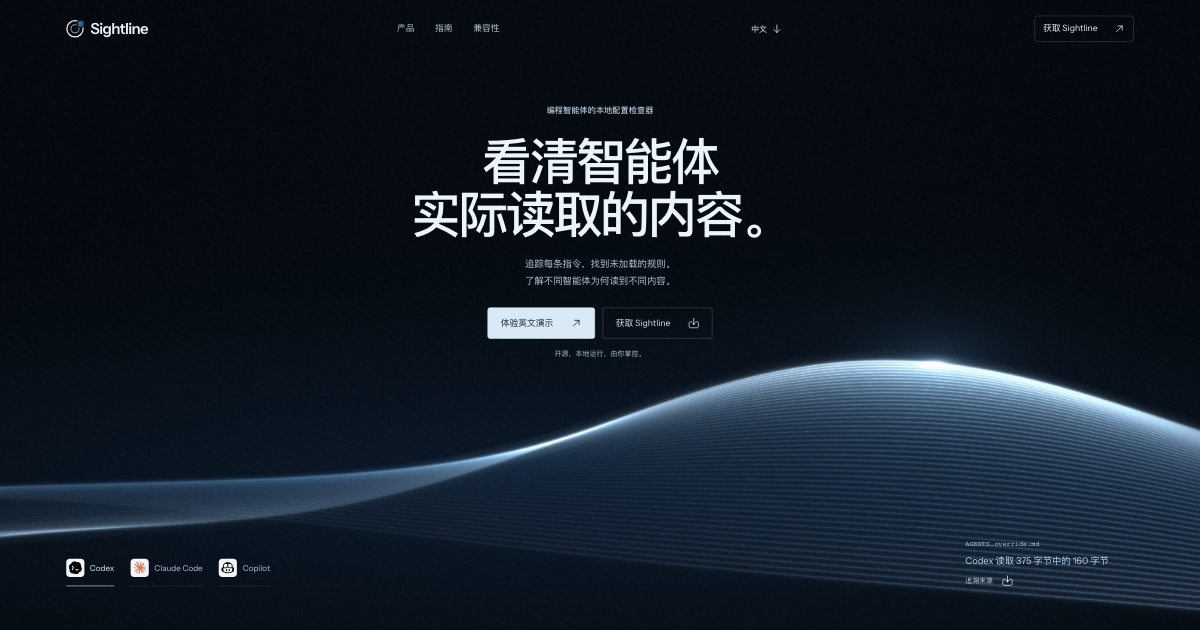 Sightline
产品
指南
兼容性
中文
获取 Sightline
编程智能体的本地配置检查器
看清智能体
实际读取的内容。
追踪每条指令，找到未加载的规则。
了解不同智能体为何读到不同内容。
体验英文演示
获取 Sightline
开源，本地运行，由你掌控。
AGENTS.override.md
Codex 读取 375 字节中的 160 字节
追溯来源
Codex
Claude Code
Copilot